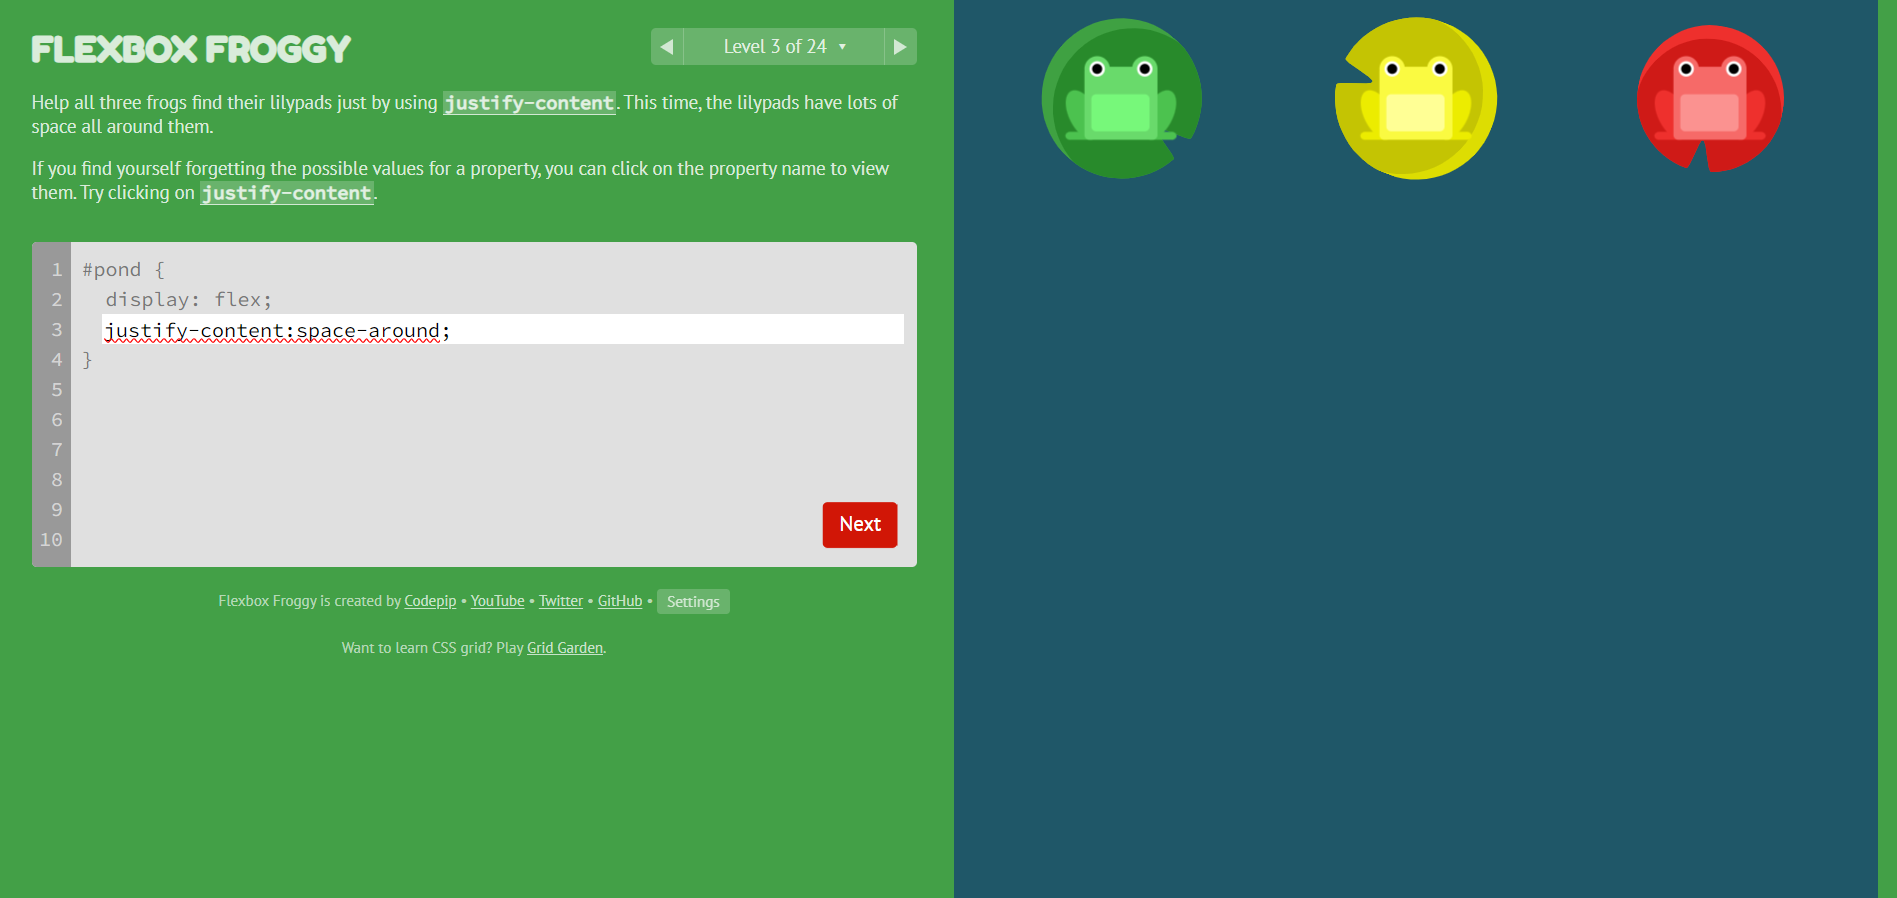 FLEXBOX FROGGY
◀ Level 3 of 24 ▼ ▶
Help all three frogs find their lilypads just by using justify-content. This time, the lilypads have lots of
space all around them.
If you find yourself forgetting the possible values for a property, you can click on the property name to view
them. Try clicking on justify-content.
1 #pond {
2 display: flex;
3 justify-content:space-around;
4 }
5
6
7
8
9
10
Next
Flexbox Froggy is created by Codepip • YouTube • Twitter • GitHub • Settings
Want to learn CSS grid? Play Grid Garden.